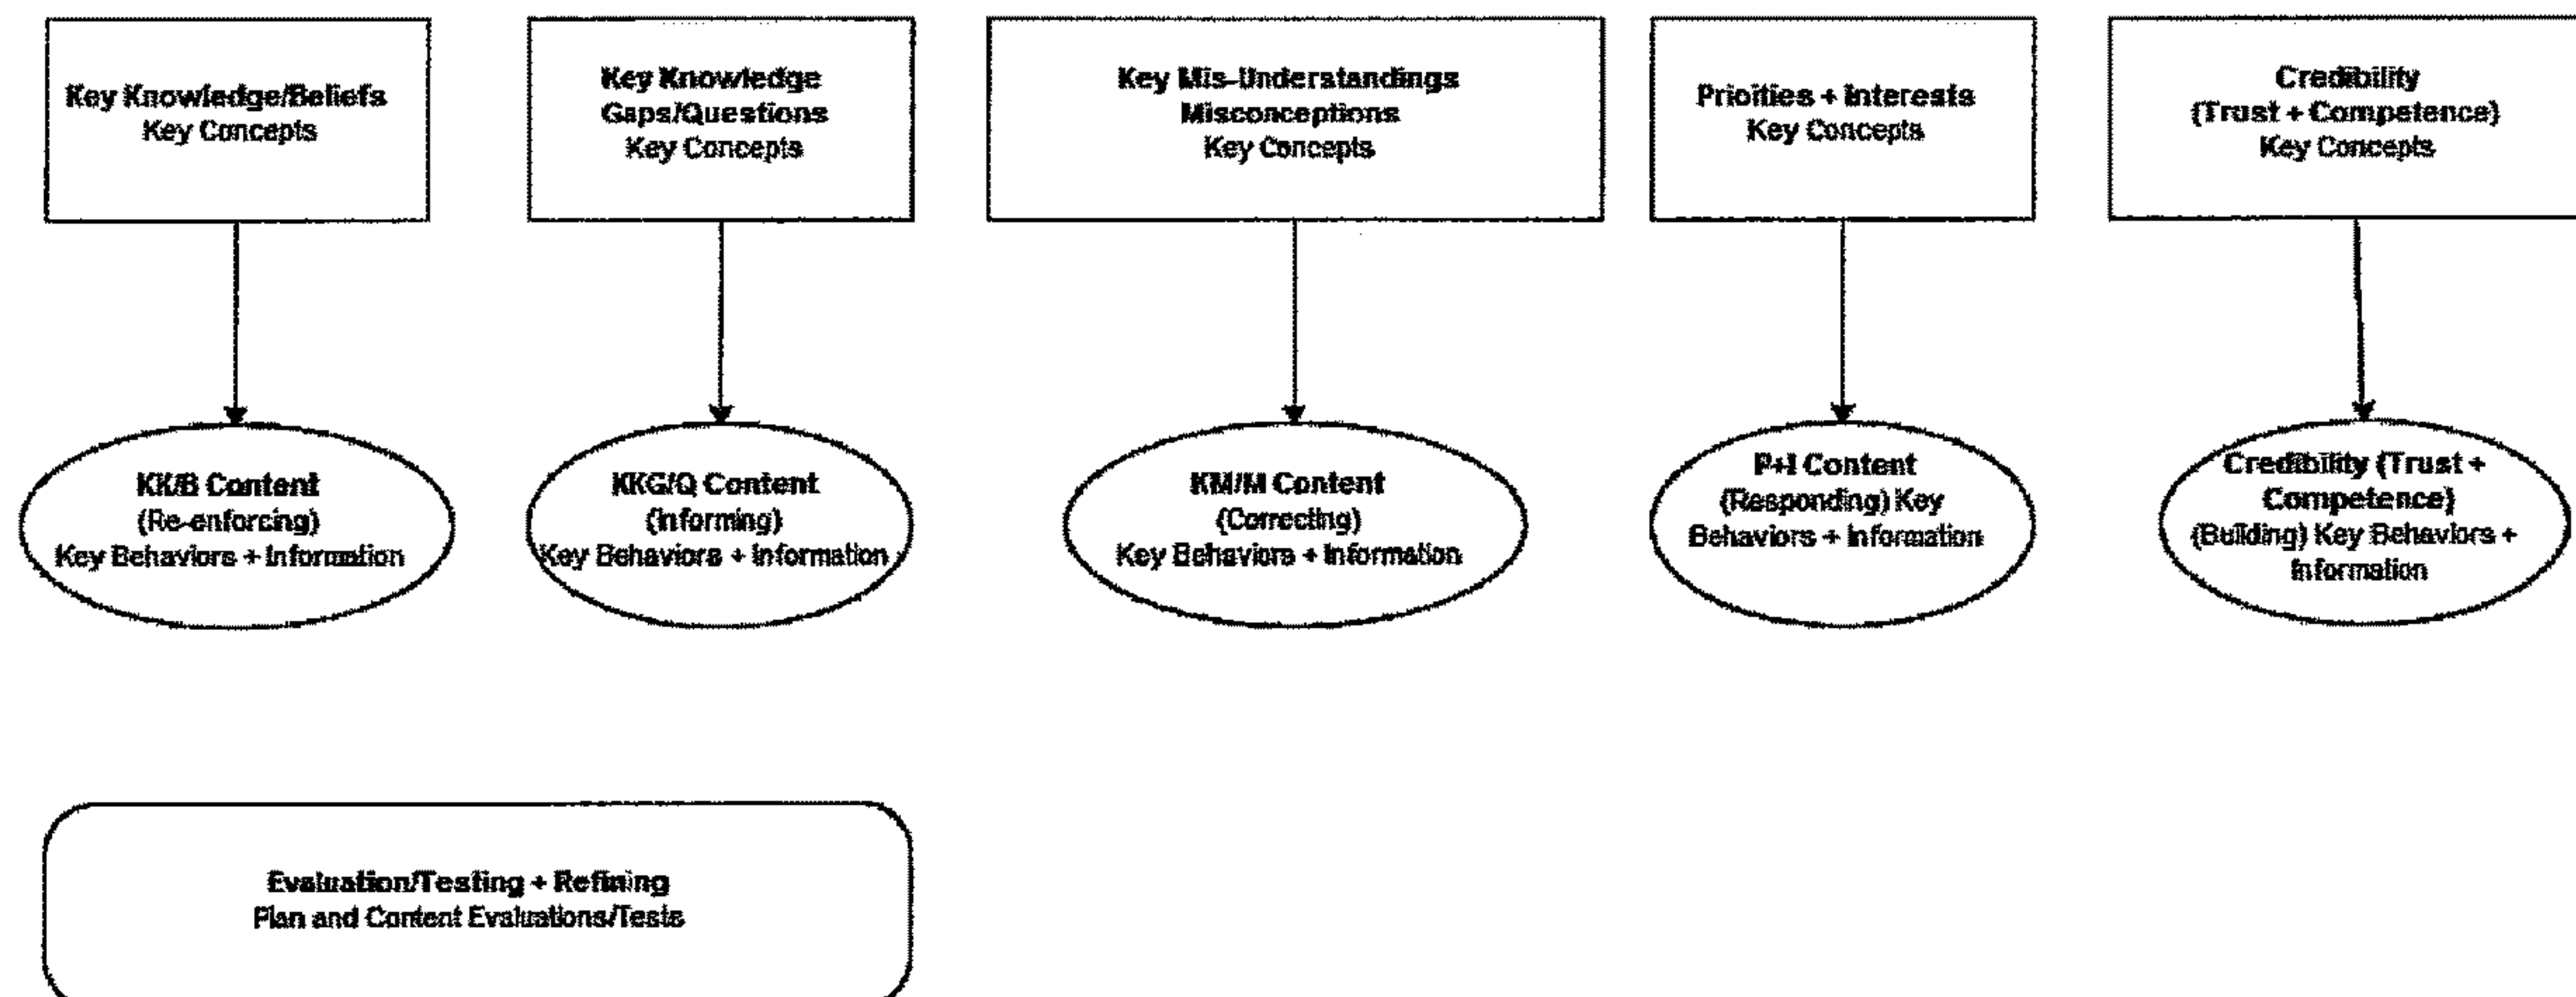 Key Knowledge/Beliefs
Key Concepts
Key Knowledge
Gaps/Questions
Key Concepts
Key Mis-Understandings
Misconceptions
Key Concepts
Prioities + Interests
Key Concepts
Credibility
(Trust + Competence)
Key Concepts
KK/B Content
(Re-enforcing)
Key Behaviors + Information
KKG/Q Content
(Informing)
Key Behaviors + Information
KM/M Content
(Correcting)
Key Behaviors + Information
P+I Content
(Responding) Key
Behaviors + Information
Credibility (Trust +
Competence)
(Building) Key Behaviors +
Information
Evaluation/Testing + Refining
Plan and Content Evaluations/Tests